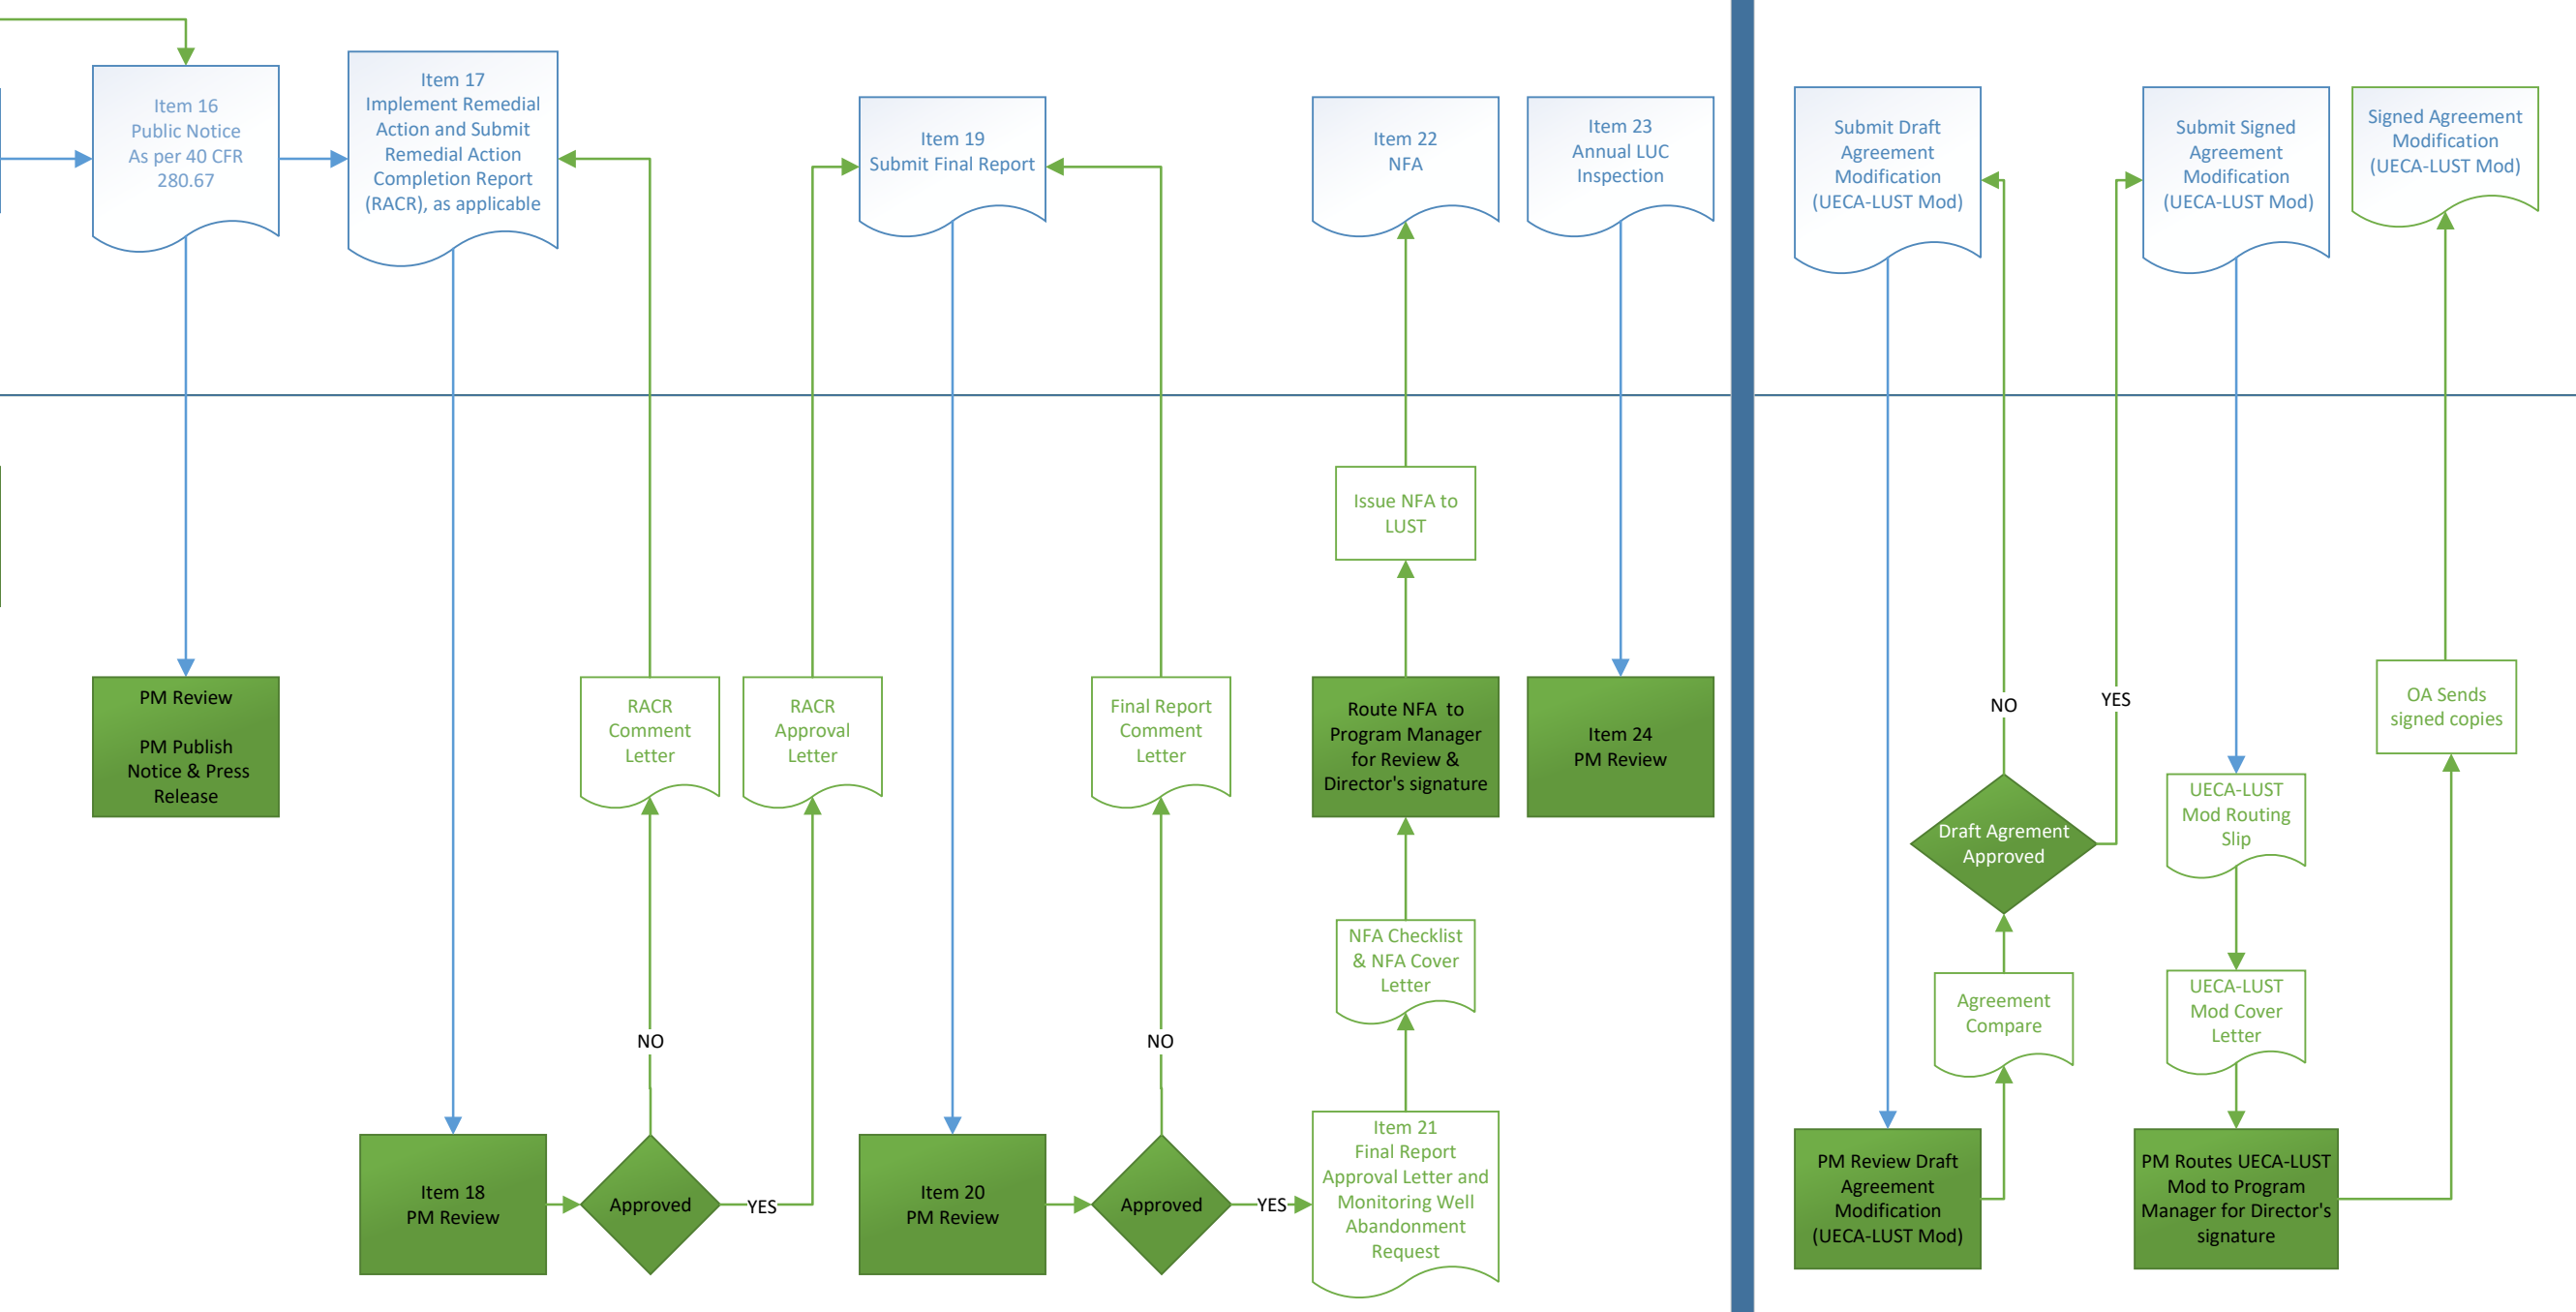 Item 16
Public Notice
As per 40 CFR
280.67
Item 17
Implement Remedial
Action and Submit
Remedial Action
Completion Report
(RACR), as applicable
Item 19
Submit Final Report
Item 22
NFA
Item 23
Annual LUC
Inspection
Submit Draft
Agreement
Modification
(UECA-LUST Mod)
Submit Signed
Agreement
Modification
(UECA-LUST Mod)
Signed Agreement
Modification
(UECA-LUST Mod)
Issue NFA to
LUST
PM Review
PM Publish
Notice & Press
Release
RACR
Comment
Letter
RACR
Approval
Letter
Final Report
Comment
Letter
Route NFA to
Program Manager
for Review &
Director's signature
Item 24
PM Review
NO
YES
OA Sends
signed copies
Draft Agrement
Approved
UECA-LUST
Mod Routing
Slip
NFA Checklist
& NFA Cover
Letter
Agreement
Compare
UECA-LUST
Mod Cover
Letter
NO
NO
Item 18
PM Review
Approved
YES
Item 20
PM Review
Approved
YES
Item 21
Final Report
Approval Letter and
Monitoring Well
Abandonment
Request
PM Review Draft
Agreement
Modification
(UECA-LUST Mod)
PM Routes UECA-LUST
Mod to Program
Manager for Director's
signature